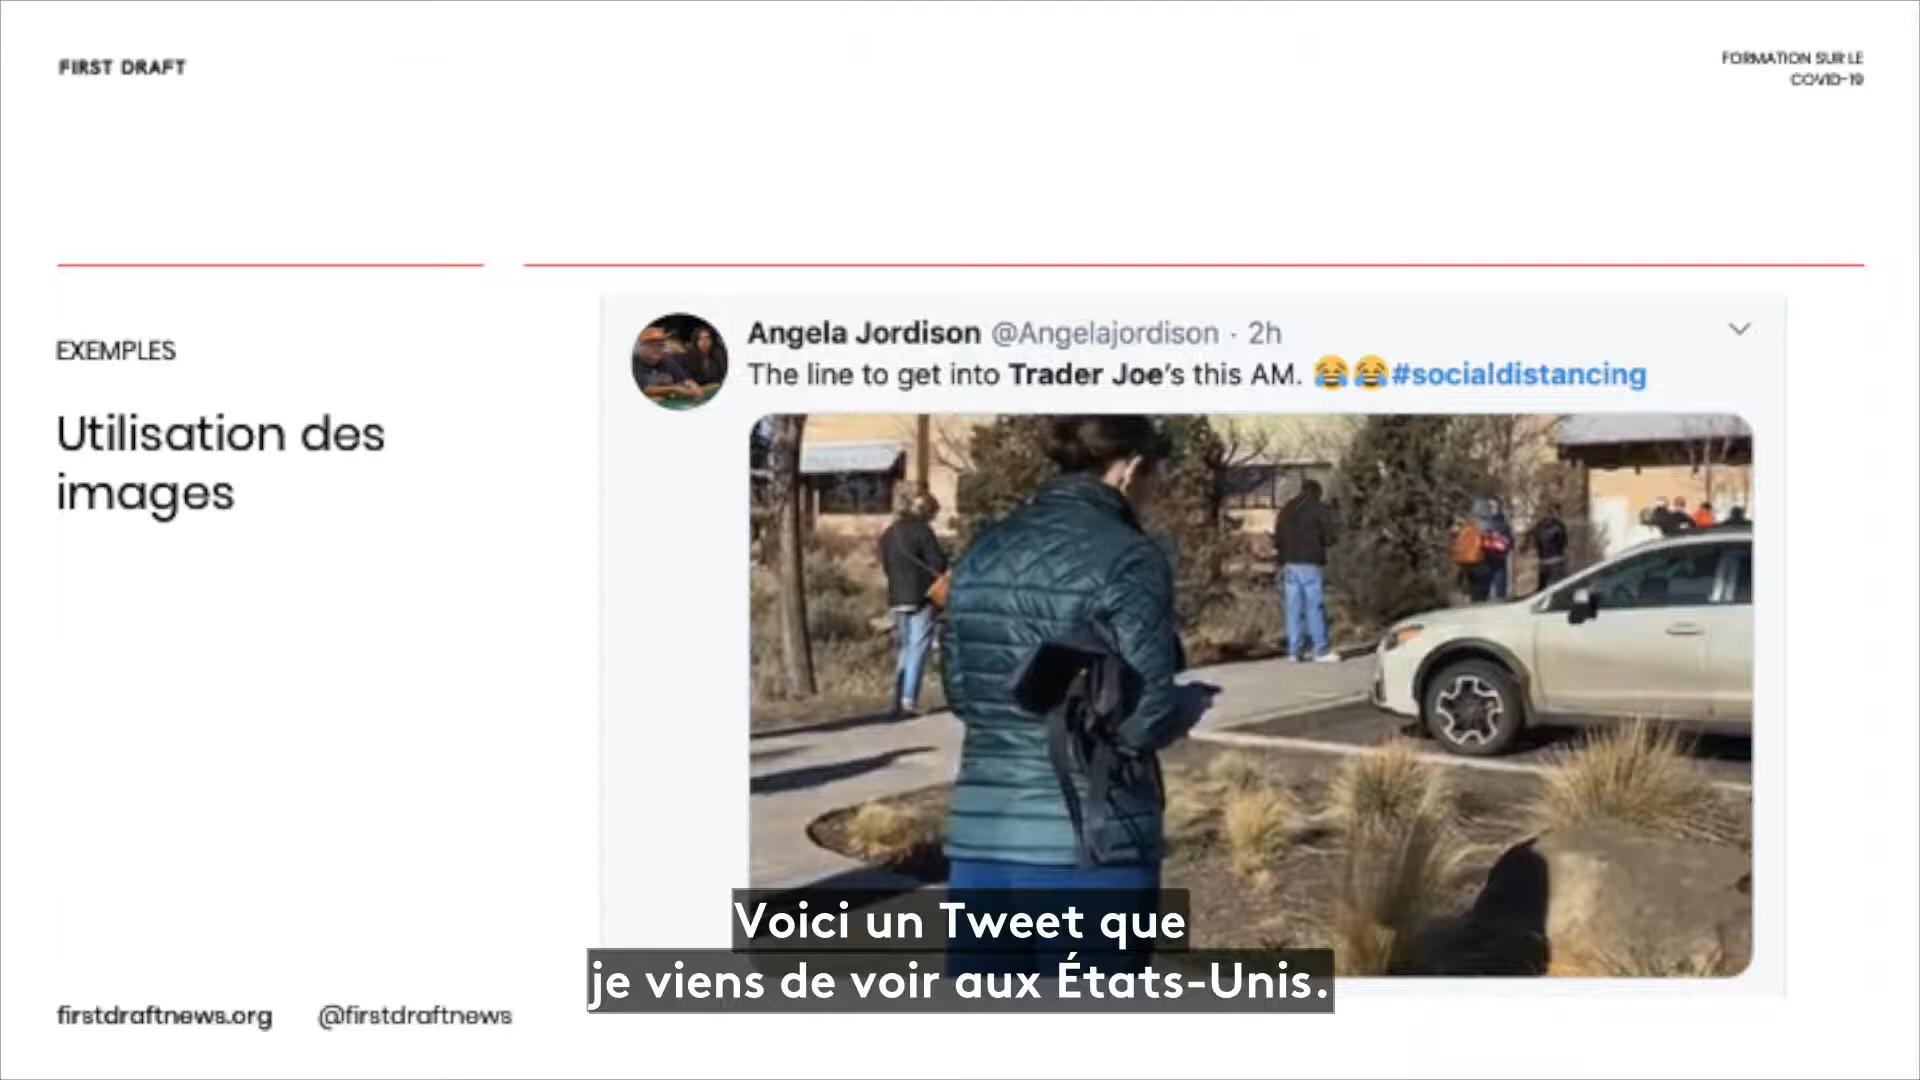 FIRST DRAFT
FORMATION SUR LE
COVID-19
EXEMPLES
Utilisation des
images
Angela Jordison @Angelajordison · 2h
The line to get into Trader Joe's this AM. 😂😂#socialdistancing
Voici un Tweet que
je viens de voir aux États-Unis.
firstdraftnews.org @firstdraftnews